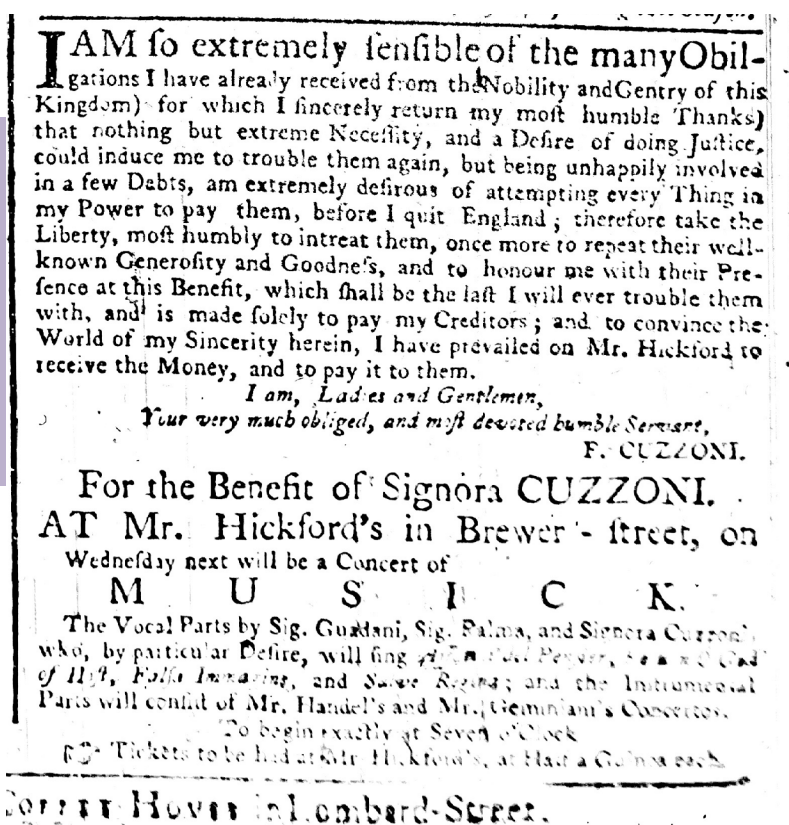 I AM ſo extremely ſenſible of the many Obil-
gations I have already received from the Nobility and Gentry of this
Kingdom) for which I ſincerely return my moſt humble Thanks)
that nothing but extreme Neceſſity, and a Deſire of doing Juſtice,
could induce me to trouble them again, but being unhappily involved
in a few Debts, am extremely deſirous of attempting every Thing in
my Power to pay them, before I quit England; therefore take the
Liberty, moſt humbly to intreat them, once more to repeat their well-
known Generoſity and Goodneſs, and to honour me with their Pre-
ſence at this Benefit, which ſhall be the laſt I will ever trouble them
with, and is made ſolely to pay my Creditors; and to convince the
World of my Sincerity herein, I have prevailed on Mr. Hickford to
receive the Money, and to pay it to them.
I am, Ladies and Gentlemen,
Your very much obliged, and moſt devoted humble Servant,
F. CUZZONI.
For the Benefit of Signora CUZZONI.
AT Mr. Hickford's in Brewer-ſtreet, on
Wedneſday next will be a Concert of
M U S I C K.
The Vocal Parts by Sig. Guadani, Sig. Palma, and Signora Cuzzoni,
who, by particular Deſire, will ſing
of Hoſt, Falſa Immagine, and Salve Regina; and the Instrumental
Parts will conſiſt of Mr. Handel's and Mr. Geminiani's Concertos.
To begin exactly at Seven o'Clock
Tickets to be had at Mr Hickford's, at Half a Guinea each.
COFFEE HOUSE in Lombard-Street.